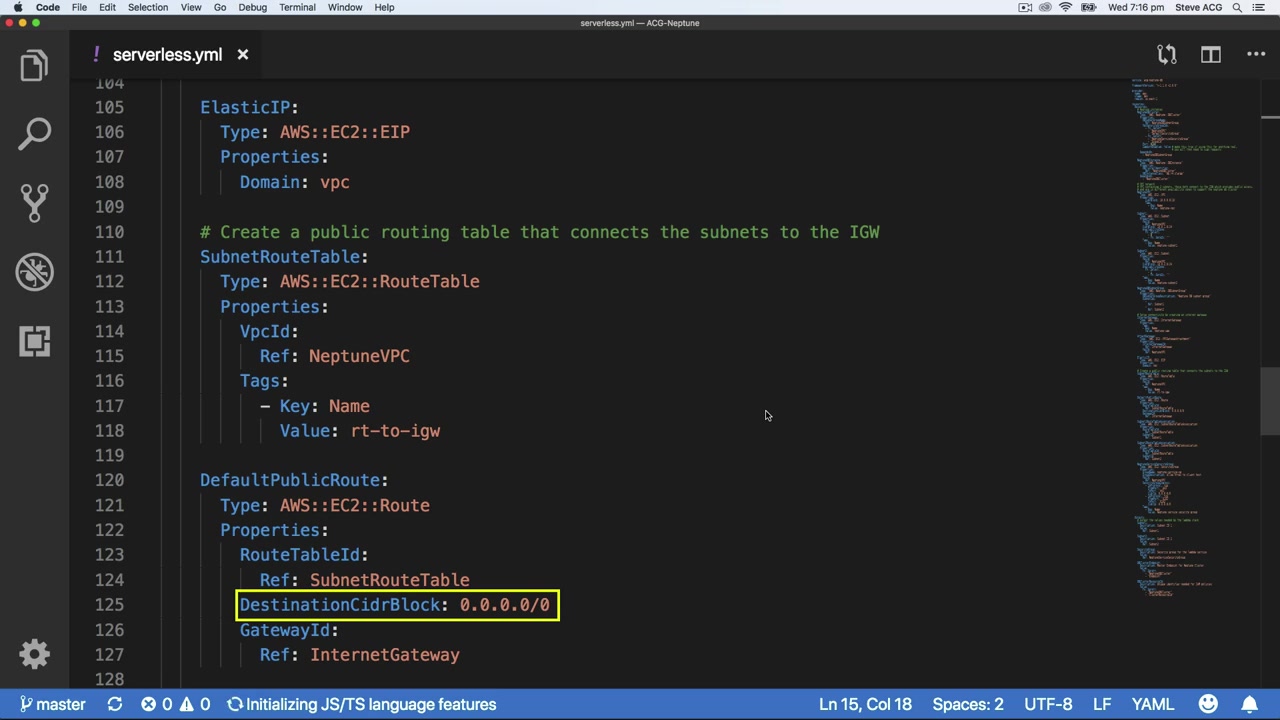 Code File Edit Selection View Go Debug Terminal Window Help
Wed 7:16 pm Steve ACG
serverless.yml — ACG-Neptune
! serverless.yml ×
104
105 ElasticIP:
106 Type: AWS::EC2::EIP
107 Properties:
108 Domain: vpc
109
110 # Create a public routing table that connects the subnets to the IGW
111 SubnetRouteTable:
112 Type: AWS::EC2::RouteTable
113 Properties:
114 VpcId:
115 Ref: NeptuneVPC
116 Tags:
117 - Key: Name
118 Value: rt-to-igw
119
120 DefaultPublicRoute:
121 Type: AWS::EC2::Route
122 Properties:
123 RouteTableId:
124 Ref: SubnetRouteTable
125 DestinationCidrBlock: 0.0.0.0/0
126 GatewayId:
127 Ref: InternetGateway
128
master 0 0 Initializing JS/TS language features Ln 15, Col 18 Spaces: 2 UTF-8 LF YAML